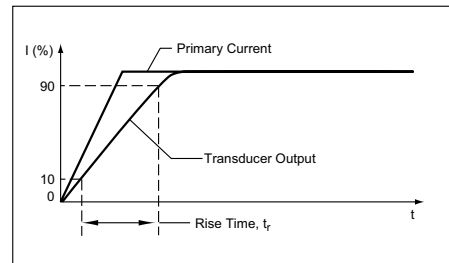 I (%)
Primary Current
90
Transducer Output
10
0
t
Rise Time, tr